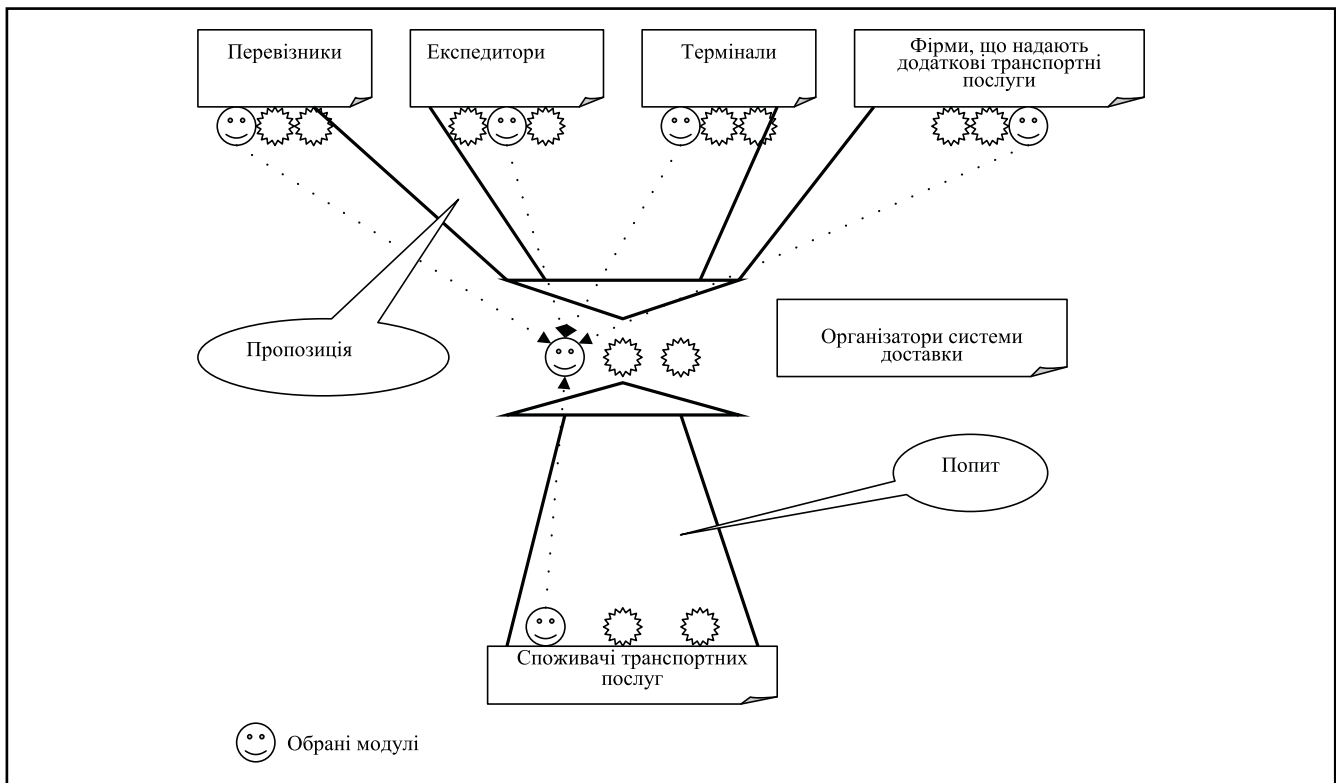 Перевізники
Експедитори
Термінали
Фірми, що надають
додаткові транспортні
послуги
Пропозиція
Організатори системи
доставки
Попит
Споживачі транспортних
послуг
Обрані модулі